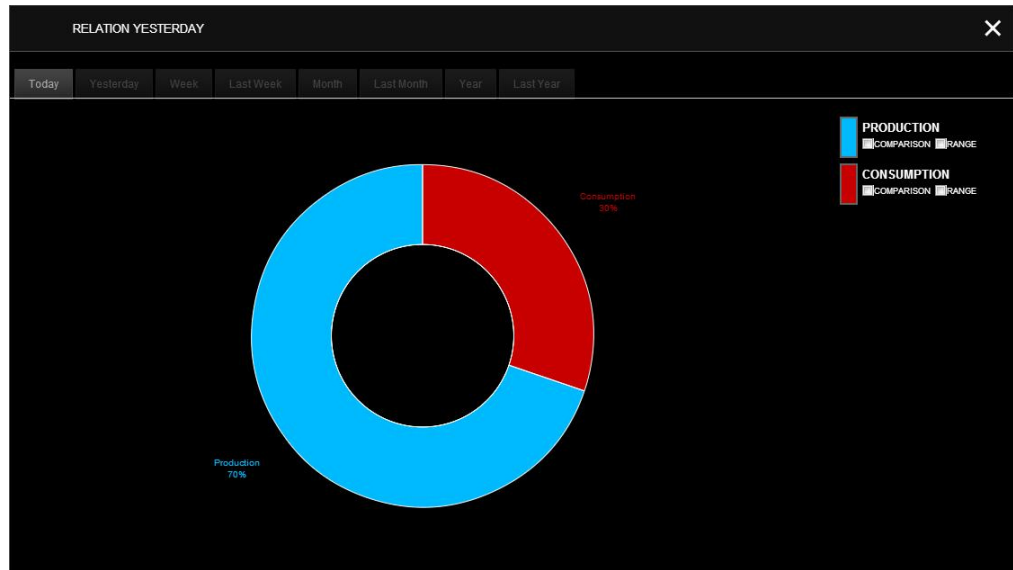 RELATION YESTERDAY
Today Yesterday Week Last Week Month Last Month Year Last Year
PRODUCTION
COMPARISON RANGE
CONSUMPTION
COMPARISON RANGE
Consumption
30%
Production
70%